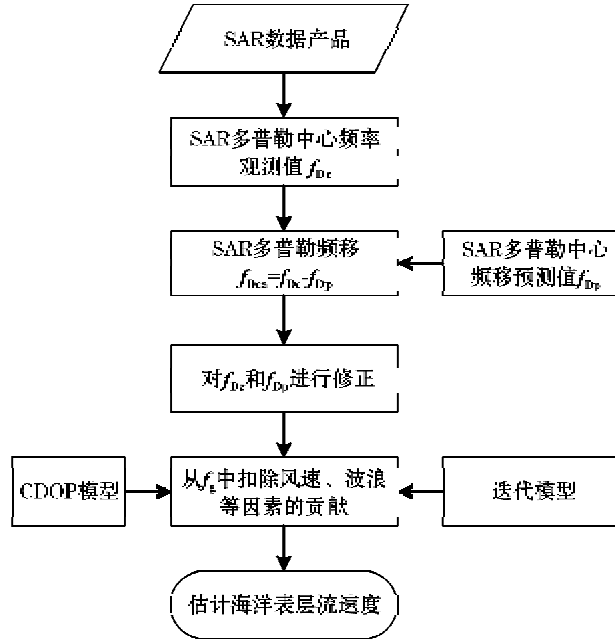 SAR数据产品
SAR多普勒中心频率
观测值 f_Dc
SAR多普勒频移
f_Dca=f_Dc-f_Dp
SAR多普勒中心
频移预测值f_Dp
对f_Dc和f_Dp进行修正
CDOP模型
从f_g中扣除风速、波浪
等因素的贡献
迭代模型
估计海洋表层流速度